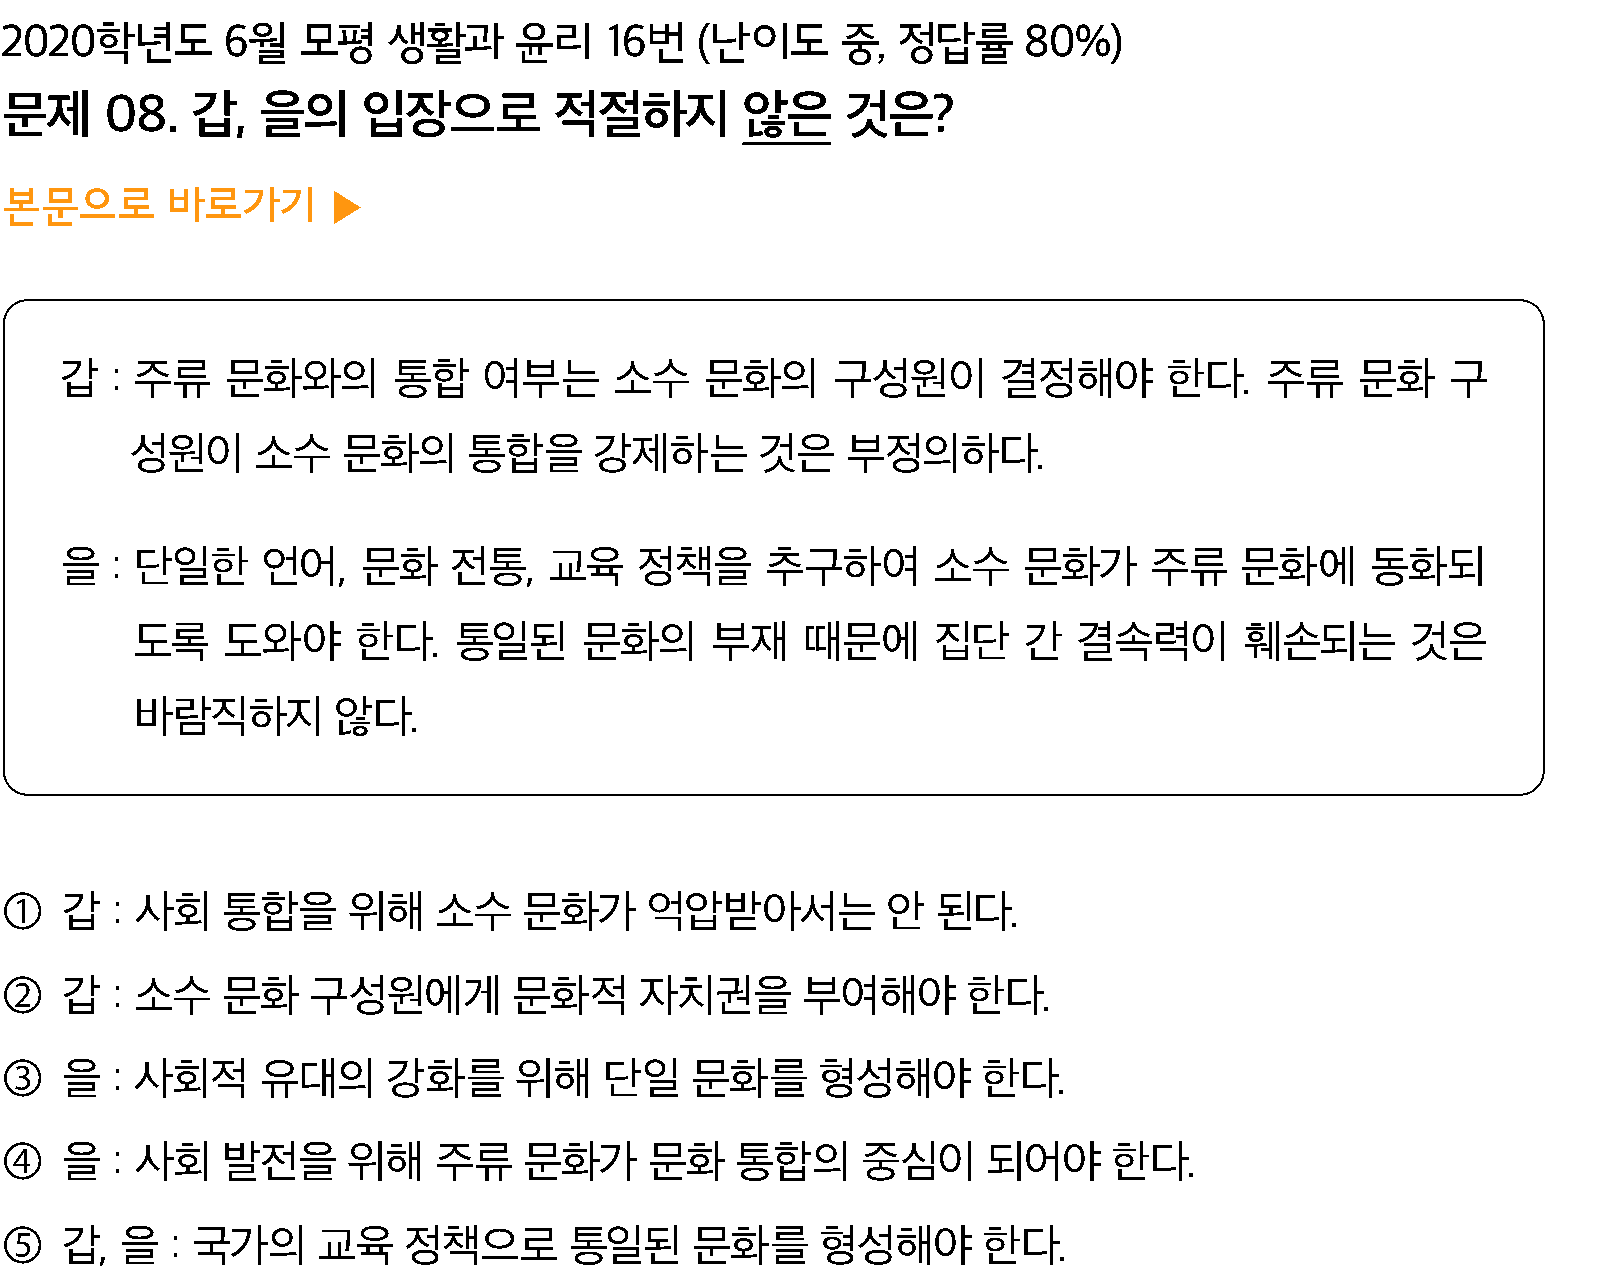 2020학년도 6월 모평 생활과 윤리 16번 (난이도 중, 정답률 80%)
문제 08. 갑, 을의 입장으로 적절하지 않은 것은?
본문으로 바로가기 ▶
갑 : 주류 문화와의 통합 여부는 소수 문화의 구성원이 결정해야 한다. 주류 문화 구
성원이 소수 문화의 통합을 강제하는 것은 부정의하다.
을 : 단일한 언어, 문화 전통, 교육 정책을 추구하여 소수 문화가 주류 문화에 동화되
도록 도와야 한다. 통일된 문화의 부재 때문에 집단 간 결속력이 훼손되는 것은
바람직하지 않다.
① 갑 : 사회 통합을 위해 소수 문화가 억압받아서는 안 된다.
② 갑 : 소수 문화 구성원에게 문화적 자치권을 부여해야 한다.
③ 을 : 사회적 유대의 강화를 위해 단일 문화를 형성해야 한다.
④ 을 : 사회 발전을 위해 주류 문화가 문화 통합의 중심이 되어야 한다.
⑤ 갑, 을 : 국가의 교육 정책으로 통일된 문화를 형성해야 한다.